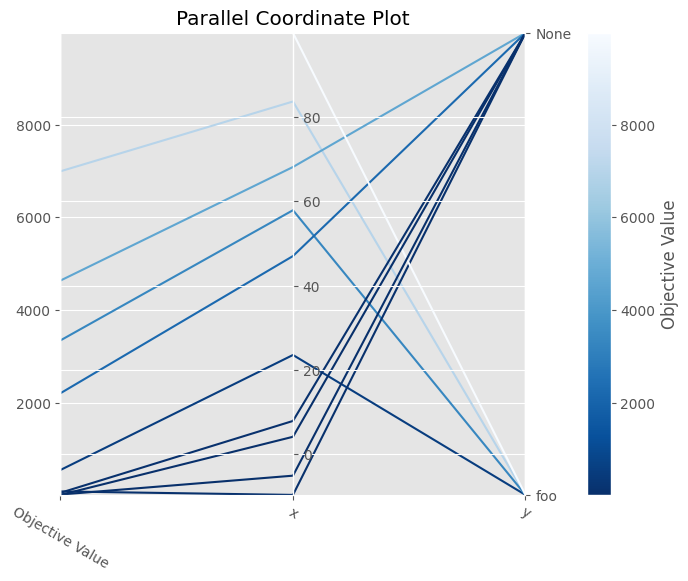 Parallel Coordinate Plot
None
8000
80
8000
6000
60
6000
Objective Value
40
4000
4000
20
2000
2000
0
foo
Objective Value
x
y